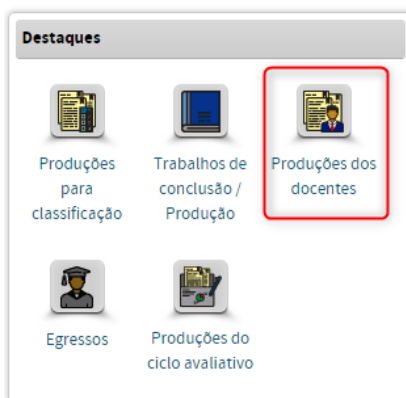 Destaques
Produções
para
classificação
Trabalhos de
conclusão /
Produção
Produções dos
docentes
Egressos
Produções do
ciclo avaliativo